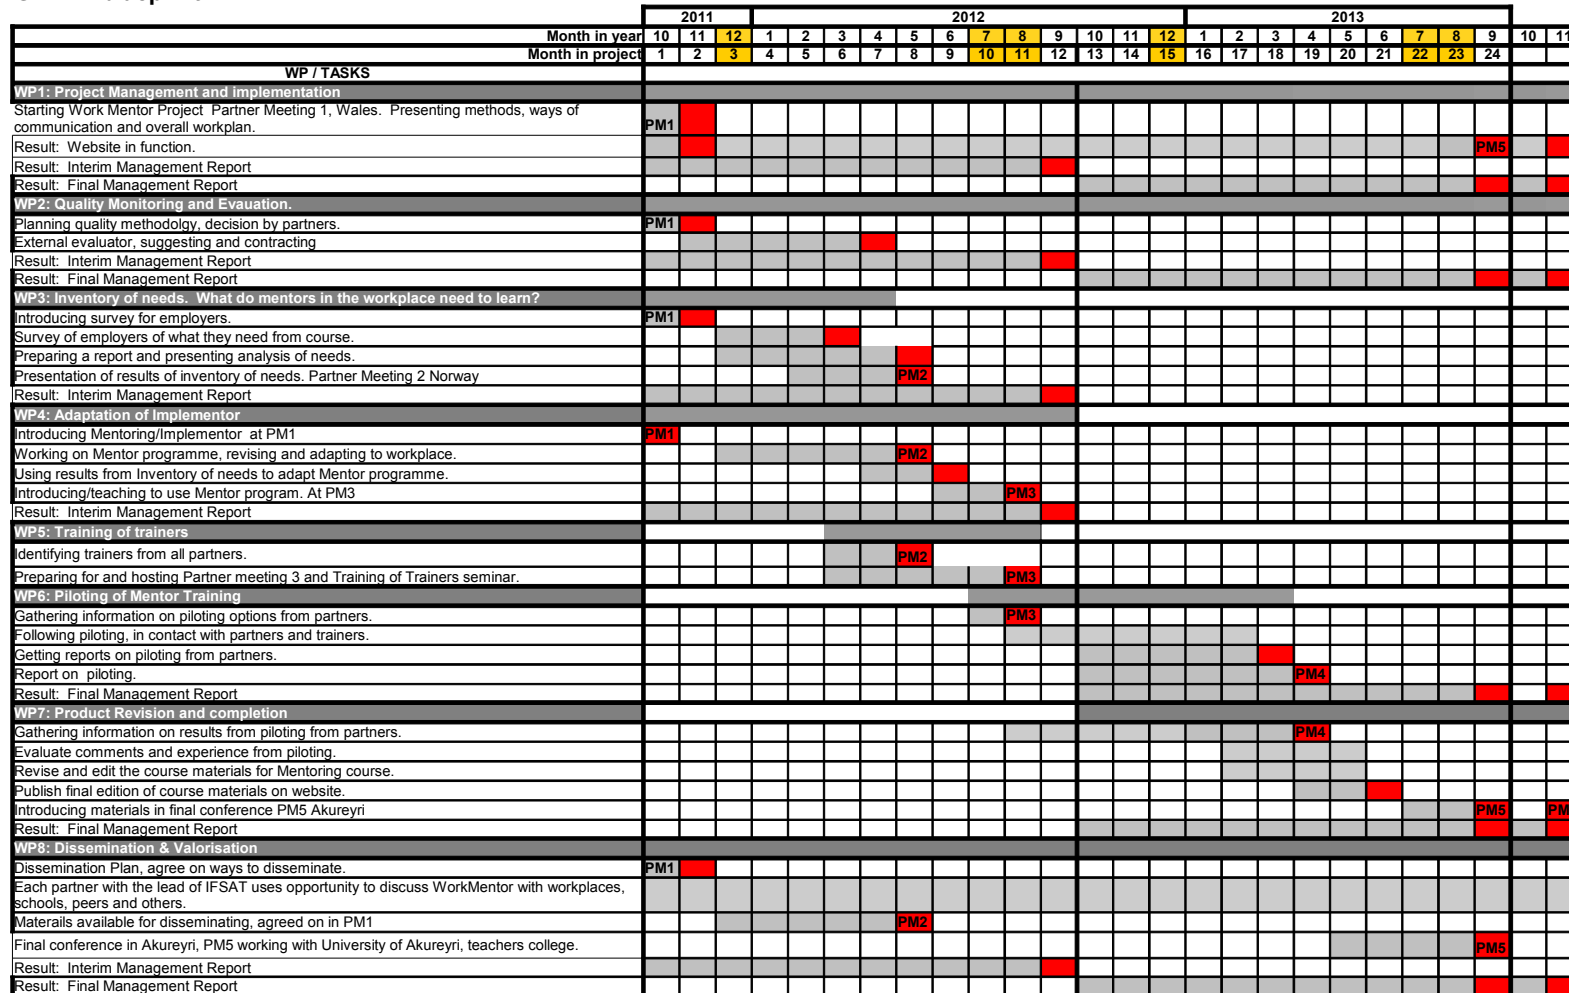 2011 2012 2013
Month in year 10 11 12 1 2 3 4 5 6 7 8 9 10 11 12 1 2 3 4 5 6 7 8 9 10 11
Month in project 1 2 3 4 5 6 7 8 9 10 11 12 13 14 15 16 17 18 19 20 21 22 23 24
WP / TASKS
WP1: Project Management and implementation
Starting Work Mentor Project Partner Meeting 1, Wales. Presenting methods, ways of
communication and overall workplan. PM1
Result: Website in function. PM5
Result: Interim Management Report
Result: Final Management Report
WP2: Quality Monitoring and Evauation.
Planning quality methodolgy, decision by partners. PM1
External evaluator, suggesting and contracting
Result: Interim Management Report
Result: Final Management Report
WP3: Inventory of needs. What do mentors in the workplace need to learn?
Introducing survey for employers. PM1
Survey of employers of what they need from course.
Preparing a report and presenting analysis of needs.
Presentation of results of inventory of needs. Partner Meeting 2 Norway PM2
Result: Interim Management Report
WP4: Adaptation of Implementor
Introducing Mentoring/Implementor at PM1 PM1
Working on Mentor programme, revising and adapting to workplace. PM2
Using results from Inventory of needs to adapt Mentor programme.
Introducing/teaching to use Mentor program. At PM3 PM3
Result: Interim Management Report
WP5: Training of trainers
Identifying trainers from all partners. PM2
Preparing for and hosting Partner meeting 3 and Training of Trainers seminar. PM3
WP6: Piloting of Mentor Training
Gathering information on piloting options from partners. PM3
Following piloting, in contact with partners and trainers.
Getting reports on piloting from partners.
Report on piloting. PM4
Result: Final Management Report
WP7: Product Revision and completion
Gathering information on results from piloting from partners. PM4
Evaluate comments and experience from piloting.
Revise and edit the course materials for Mentoring course.
Publish final edition of course materials on website.
Introducing materials in final conference PM5 Akureyri PM5 PM
Result: Final Management Report
WP8: Dissemination & Valorisation
Dissemination Plan, agree on ways to disseminate. PM1
Each partner with the lead of IFSAT uses opportunity to discuss WorkMentor with workplaces,
schools, peers and others.
Materails available for disseminating, agreed on in PM1 PM2
Final conference in Akureyri, PM5 working with University of Akureyri, teachers college. PM5
Result: Interim Management Report
Result: Final Management Report